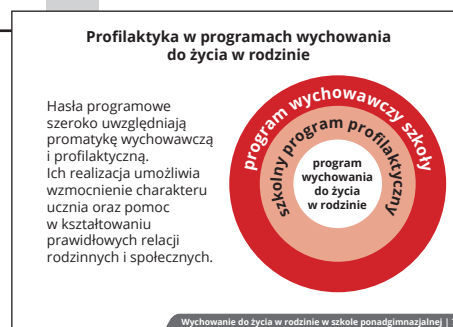 Profilaktyka w programach wychowania
do życia w rodzinie
Hasła programowe
szeroko uwzględniają
promatykę wychowawczą
i profilaktyczną.
Ich realizacja umożliwia
wzmocnienie charakteru
ucznia oraz pomoc
w kształtowaniu
prawidłowych relacji
rodzinnych i społecznych.
program wychowawczy szkoły
szkolny program profilaktyczny
program
wychowania
do życia
w rodzinie
Wychowanie do życia w rodzinie w szkole ponadgimnazjalnej |